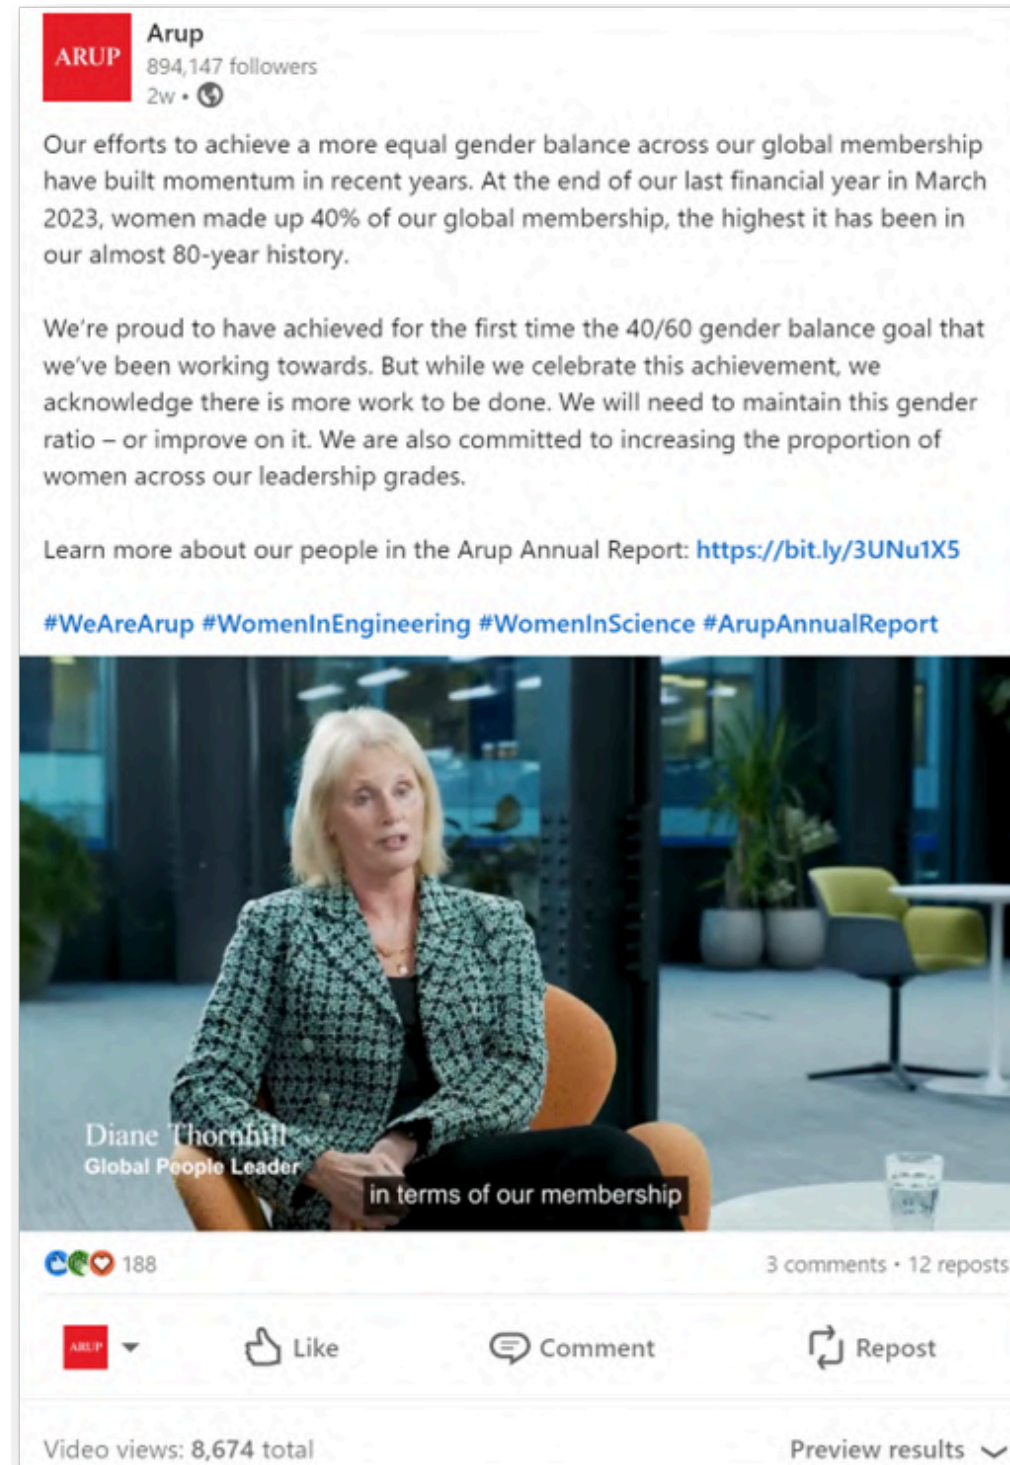 ARUP
Arup
894,147 followers
2w •
Our efforts to achieve a more equal gender balance across our global membership
have built momentum in recent years. At the end of our last financial year in March
2023, women made up 40% of our global membership, the highest it has been in
our almost 80-year history.
We're proud to have achieved for the first time the 40/60 gender balance goal that
we've been working towards. But while we celebrate this achievement, we
acknowledge there is more work to be done. We will need to maintain this gender
ratio – or improve on it. We are also committed to increasing the proportion of
women across our leadership grades.
Learn more about our people in the Arup Annual Report: https://bit.ly/3UNu1X5
#WeAreArup #WomenInEngineering #WomenInScience #ArupAnnualReport
Diane Thornhill
Global People Leader
in terms of our membership
188
3 comments • 12 reposts
ARUP
Like
Comment
Repost
Video views: 8,674 total
Preview results